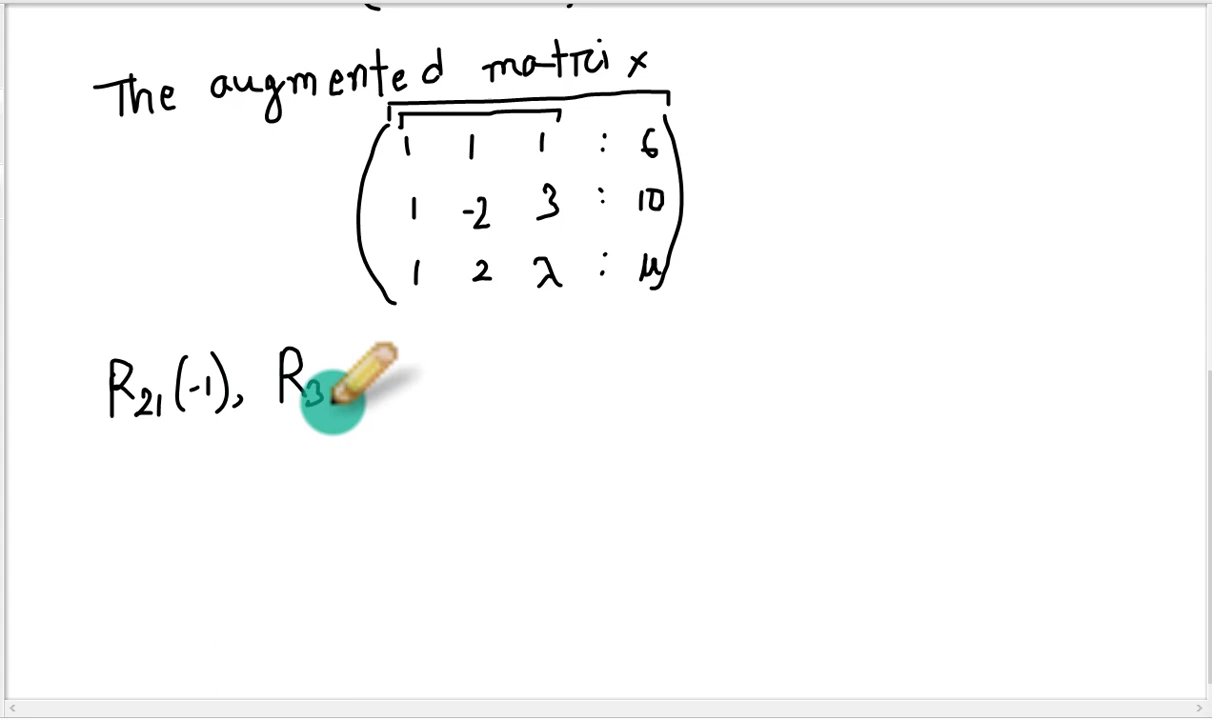 The augmented matrix
1 1 1 : 6
1 -2 3 : 10
1 2 λ : μ
R21(-1), R3